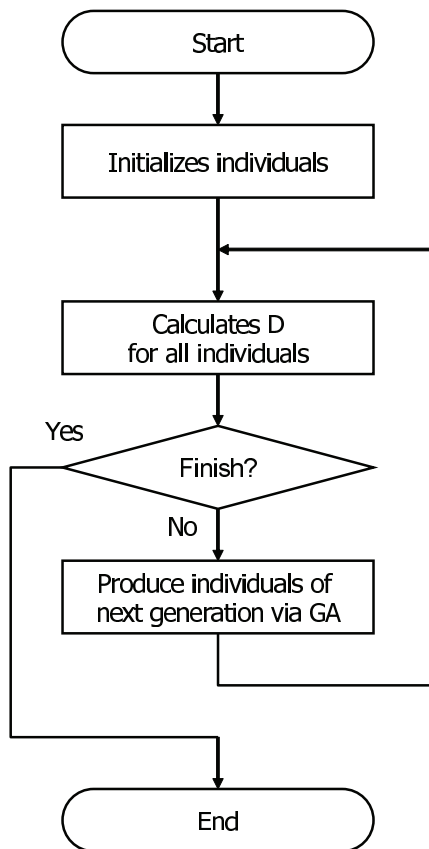 Start
Initializes individuals
Calculates D
for all individuals
Yes
Finish?
No
Produce individuals of
next generation via GA
End